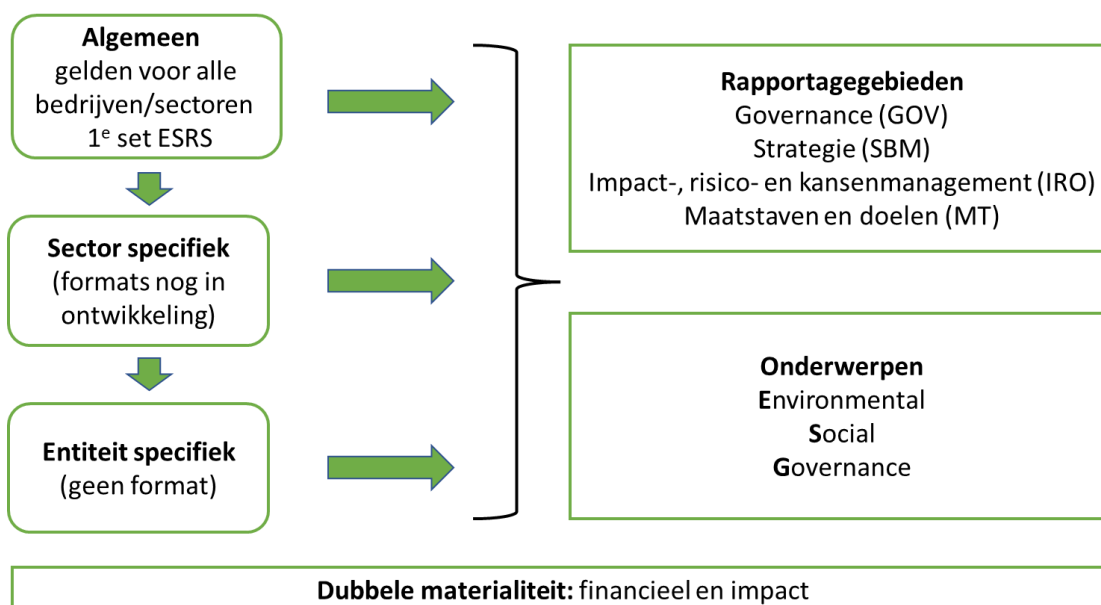 Algemeen
gelden voor alle
bedrijven/sectoren
1e set ESRS
Sector specifiek
(formats nog in
ontwikkeling)
Entiteit specifiek
(geen format)
Rapportagegebieden
Governance (GOV)
Strategie (SBM)
Impact-, risico- en kansenmanagement (IRO)
Maatstaven en doelen (MT)
Onderwerpen
Environmental
Social
Governance
Dubbele materialiteit: financieel en impact